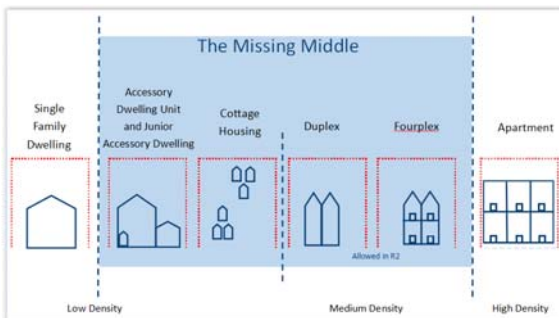 The Missing Middle
Single
Family
Dwelling
Accessory
Dwelling Unit
and Junior
Accessory Dwelling
Cottage
Housing
Duplex
Fourplex
Apartment
Allowed in R2
Low Density
Medium Density
High Density